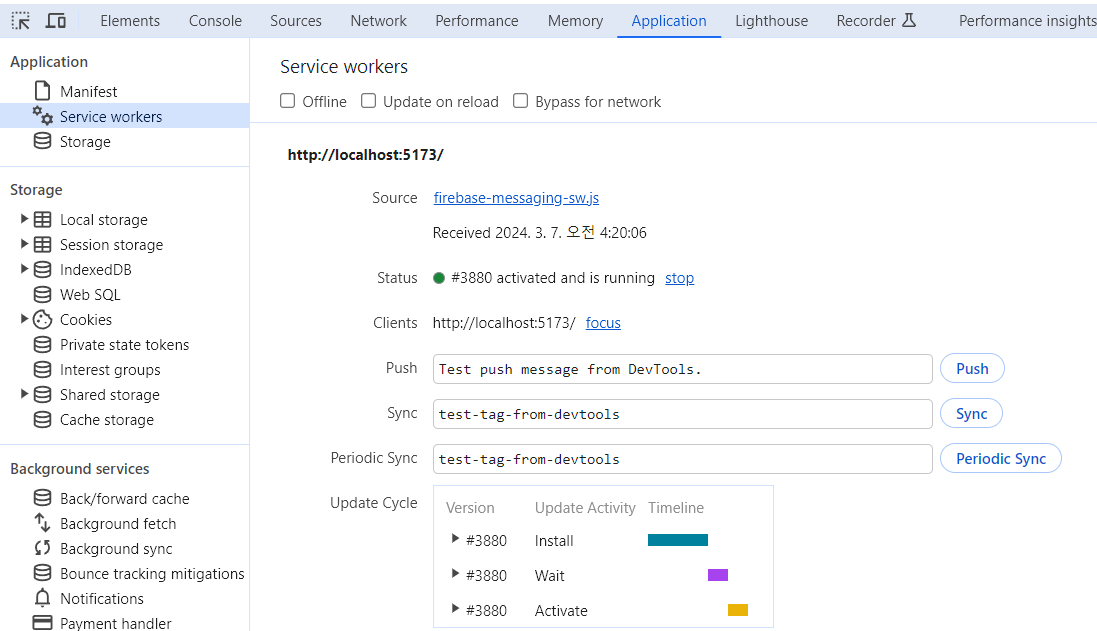 Elements Console Sources Network Performance Memory Application Lighthouse Recorder Performance insights
Application
Manifest
Service workers
Storage
Storage
Local storage
Session storage
IndexedDB
Web SQL
Cookies
Private state tokens
Interest groups
Shared storage
Cache storage
Background services
Back/forward cache
Background fetch
Background sync
Bounce tracking mitigations
Notifications
Payment handler
Service workers
Offline Update on reload Bypass for network
http://localhost:5173/
Source firebase-messaging-sw.js
Received 2024. 3. 7. 오전 4:20:06
Status #3880 activated and is running stop
Clients http://localhost:5173/ focus
Push Test push message from DevTools. Push
Sync test-tag-from-devtools Sync
Periodic Sync test-tag-from-devtools Periodic Sync
Update Cycle Version Update Activity Timeline
#3880 Install
#3880 Wait
#3880 Activate